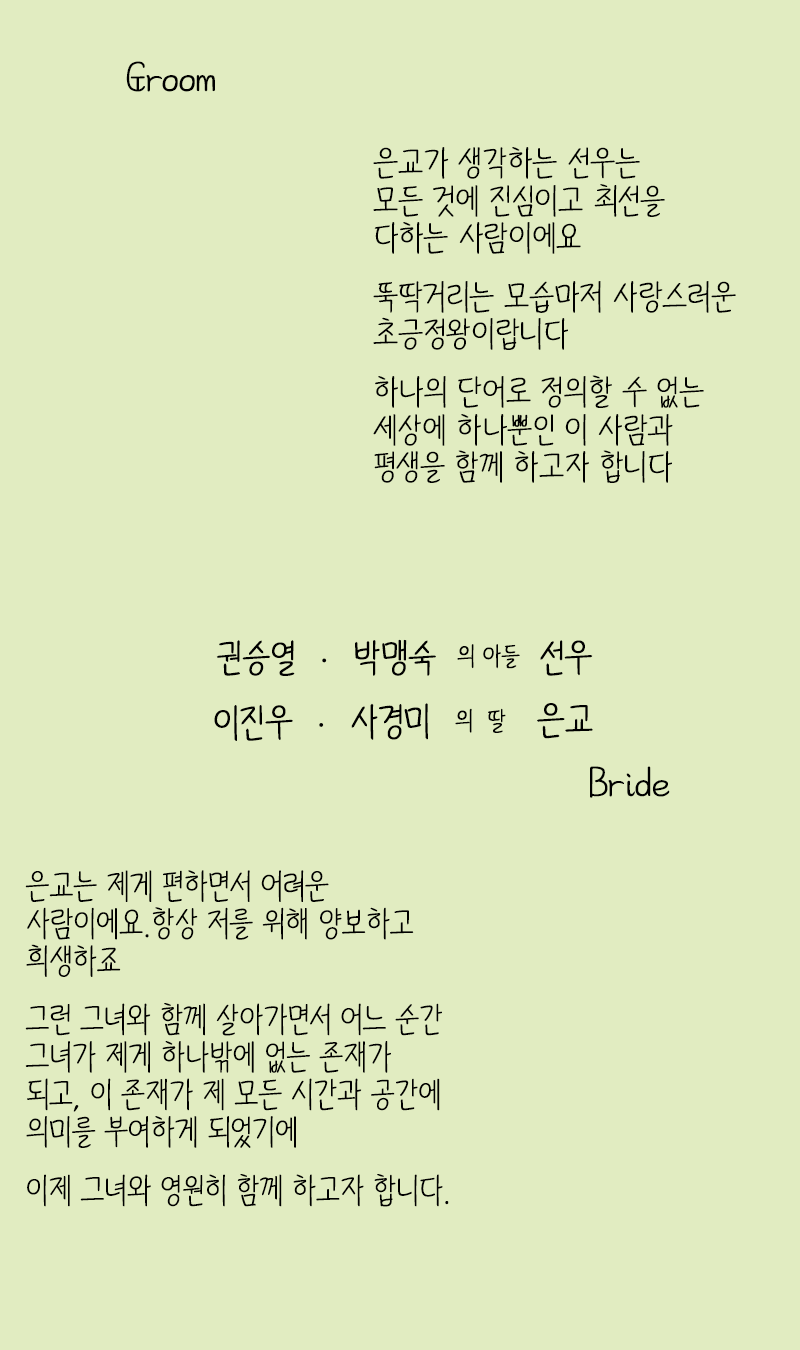 Groom
은교가 생각하는 선우는
모든 것에 진심이고 최선을
다하는 사람이에요
뚝딱거리는 모습마저 사랑스러운
초긍정왕이랍니다
하나의 단어로 정의할 수 없는
세상에 하나뿐인 이 사람과
평생을 함께 하고자 합니다
권승열 · 박맹숙 의 아들 선우
이진우 · 사경미 의 딸 은교
Bride
은교는 제게 편하면서 어려운
사람이에요.항상 저를 위해 양보하고
희생하죠
그런 그녀와 함께 살아가면서 어느 순간
그녀가 제게 하나밖에 없는 존재가
되고, 이 존재가 제 모든 시간과 공간에
의미를 부여하게 되었기에
이제 그녀와 영원히 함께 하고자 합니다.